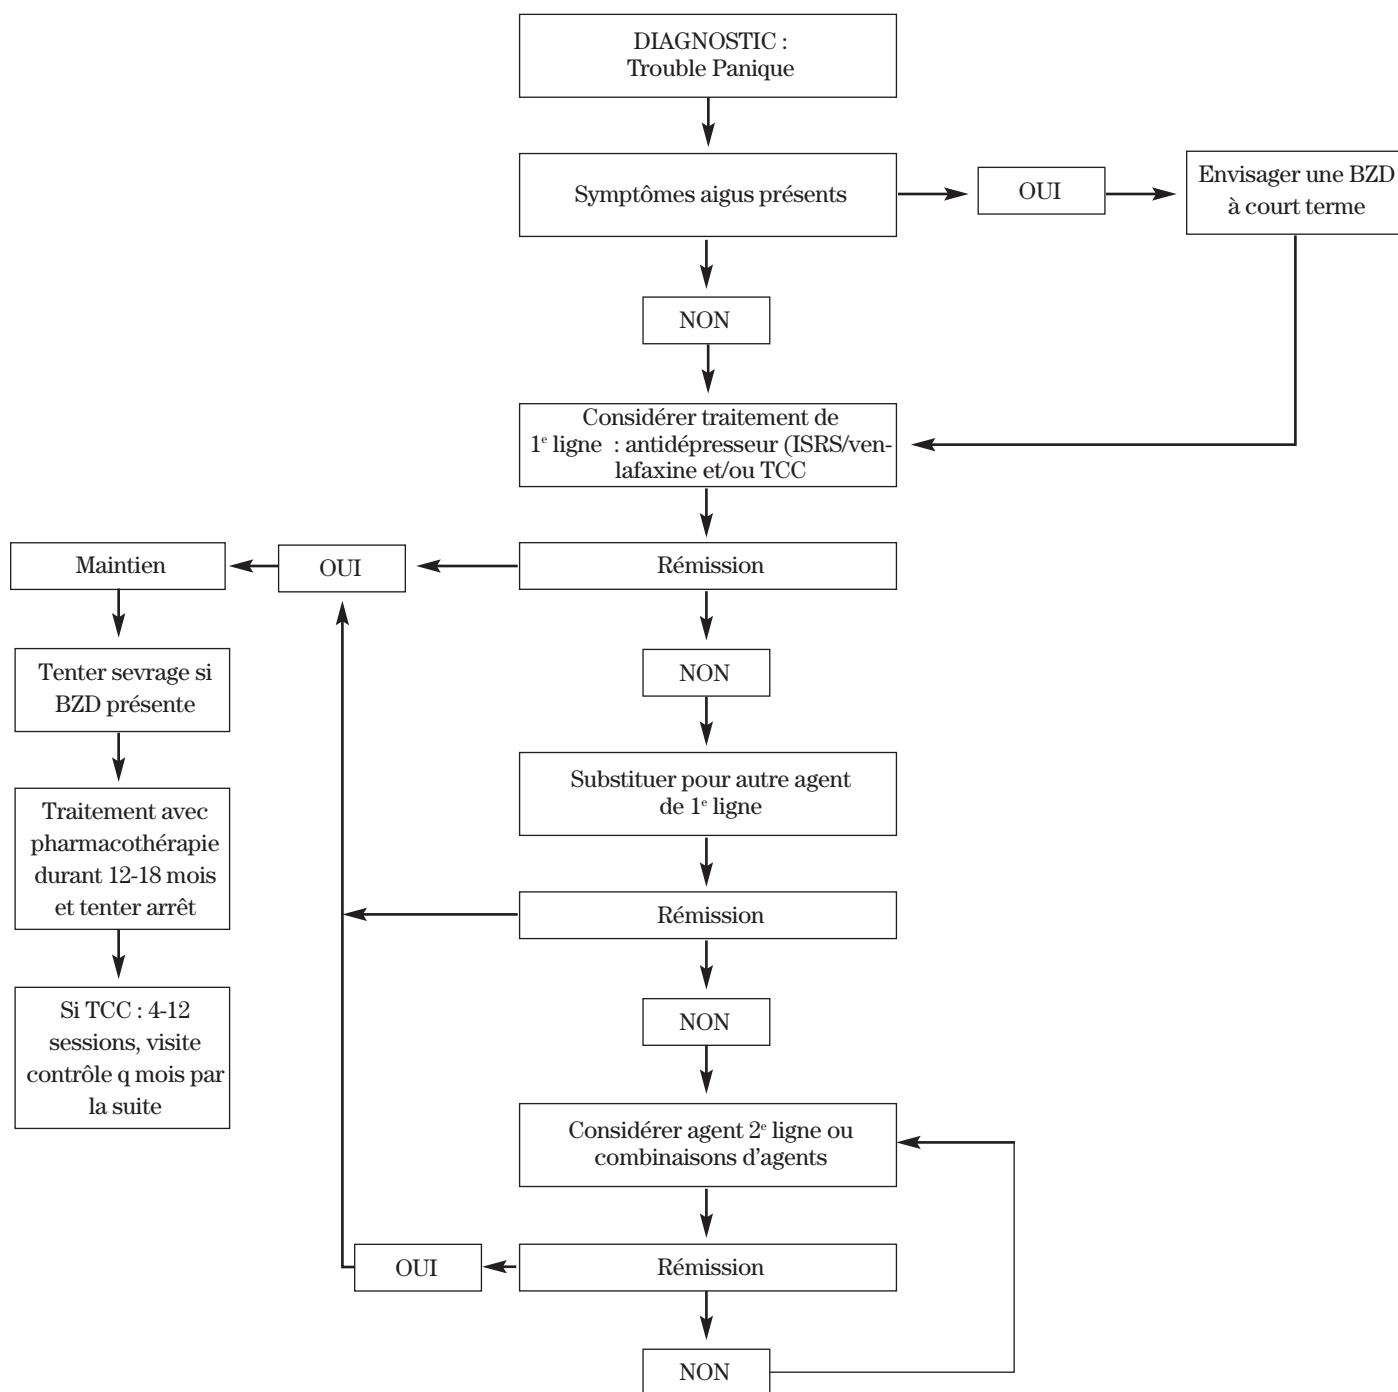 DIAGNOSTIC :
Trouble Panique
Symptômes aigus présents
OUI
Envisager une BZD
à court terme
NON
Considérer traitement de
1e ligne : antidépresseur (ISRS/ven-
lafaxine et/ou TCC
Maintien
OUI
Rémission
Tenter sevrage si
BZD présente
NON
Substituer pour autre agent
de 1e ligne
Traitement avec
pharmacothérapie
durant 12-18 mois
et tenter arrêt
Rémission
Si TCC : 4-12
sessions, visite
contrôle q mois par
la suite
NON
Considérer agent 2e ligne ou
combinaisons d'agents
OUI
Rémission
NON